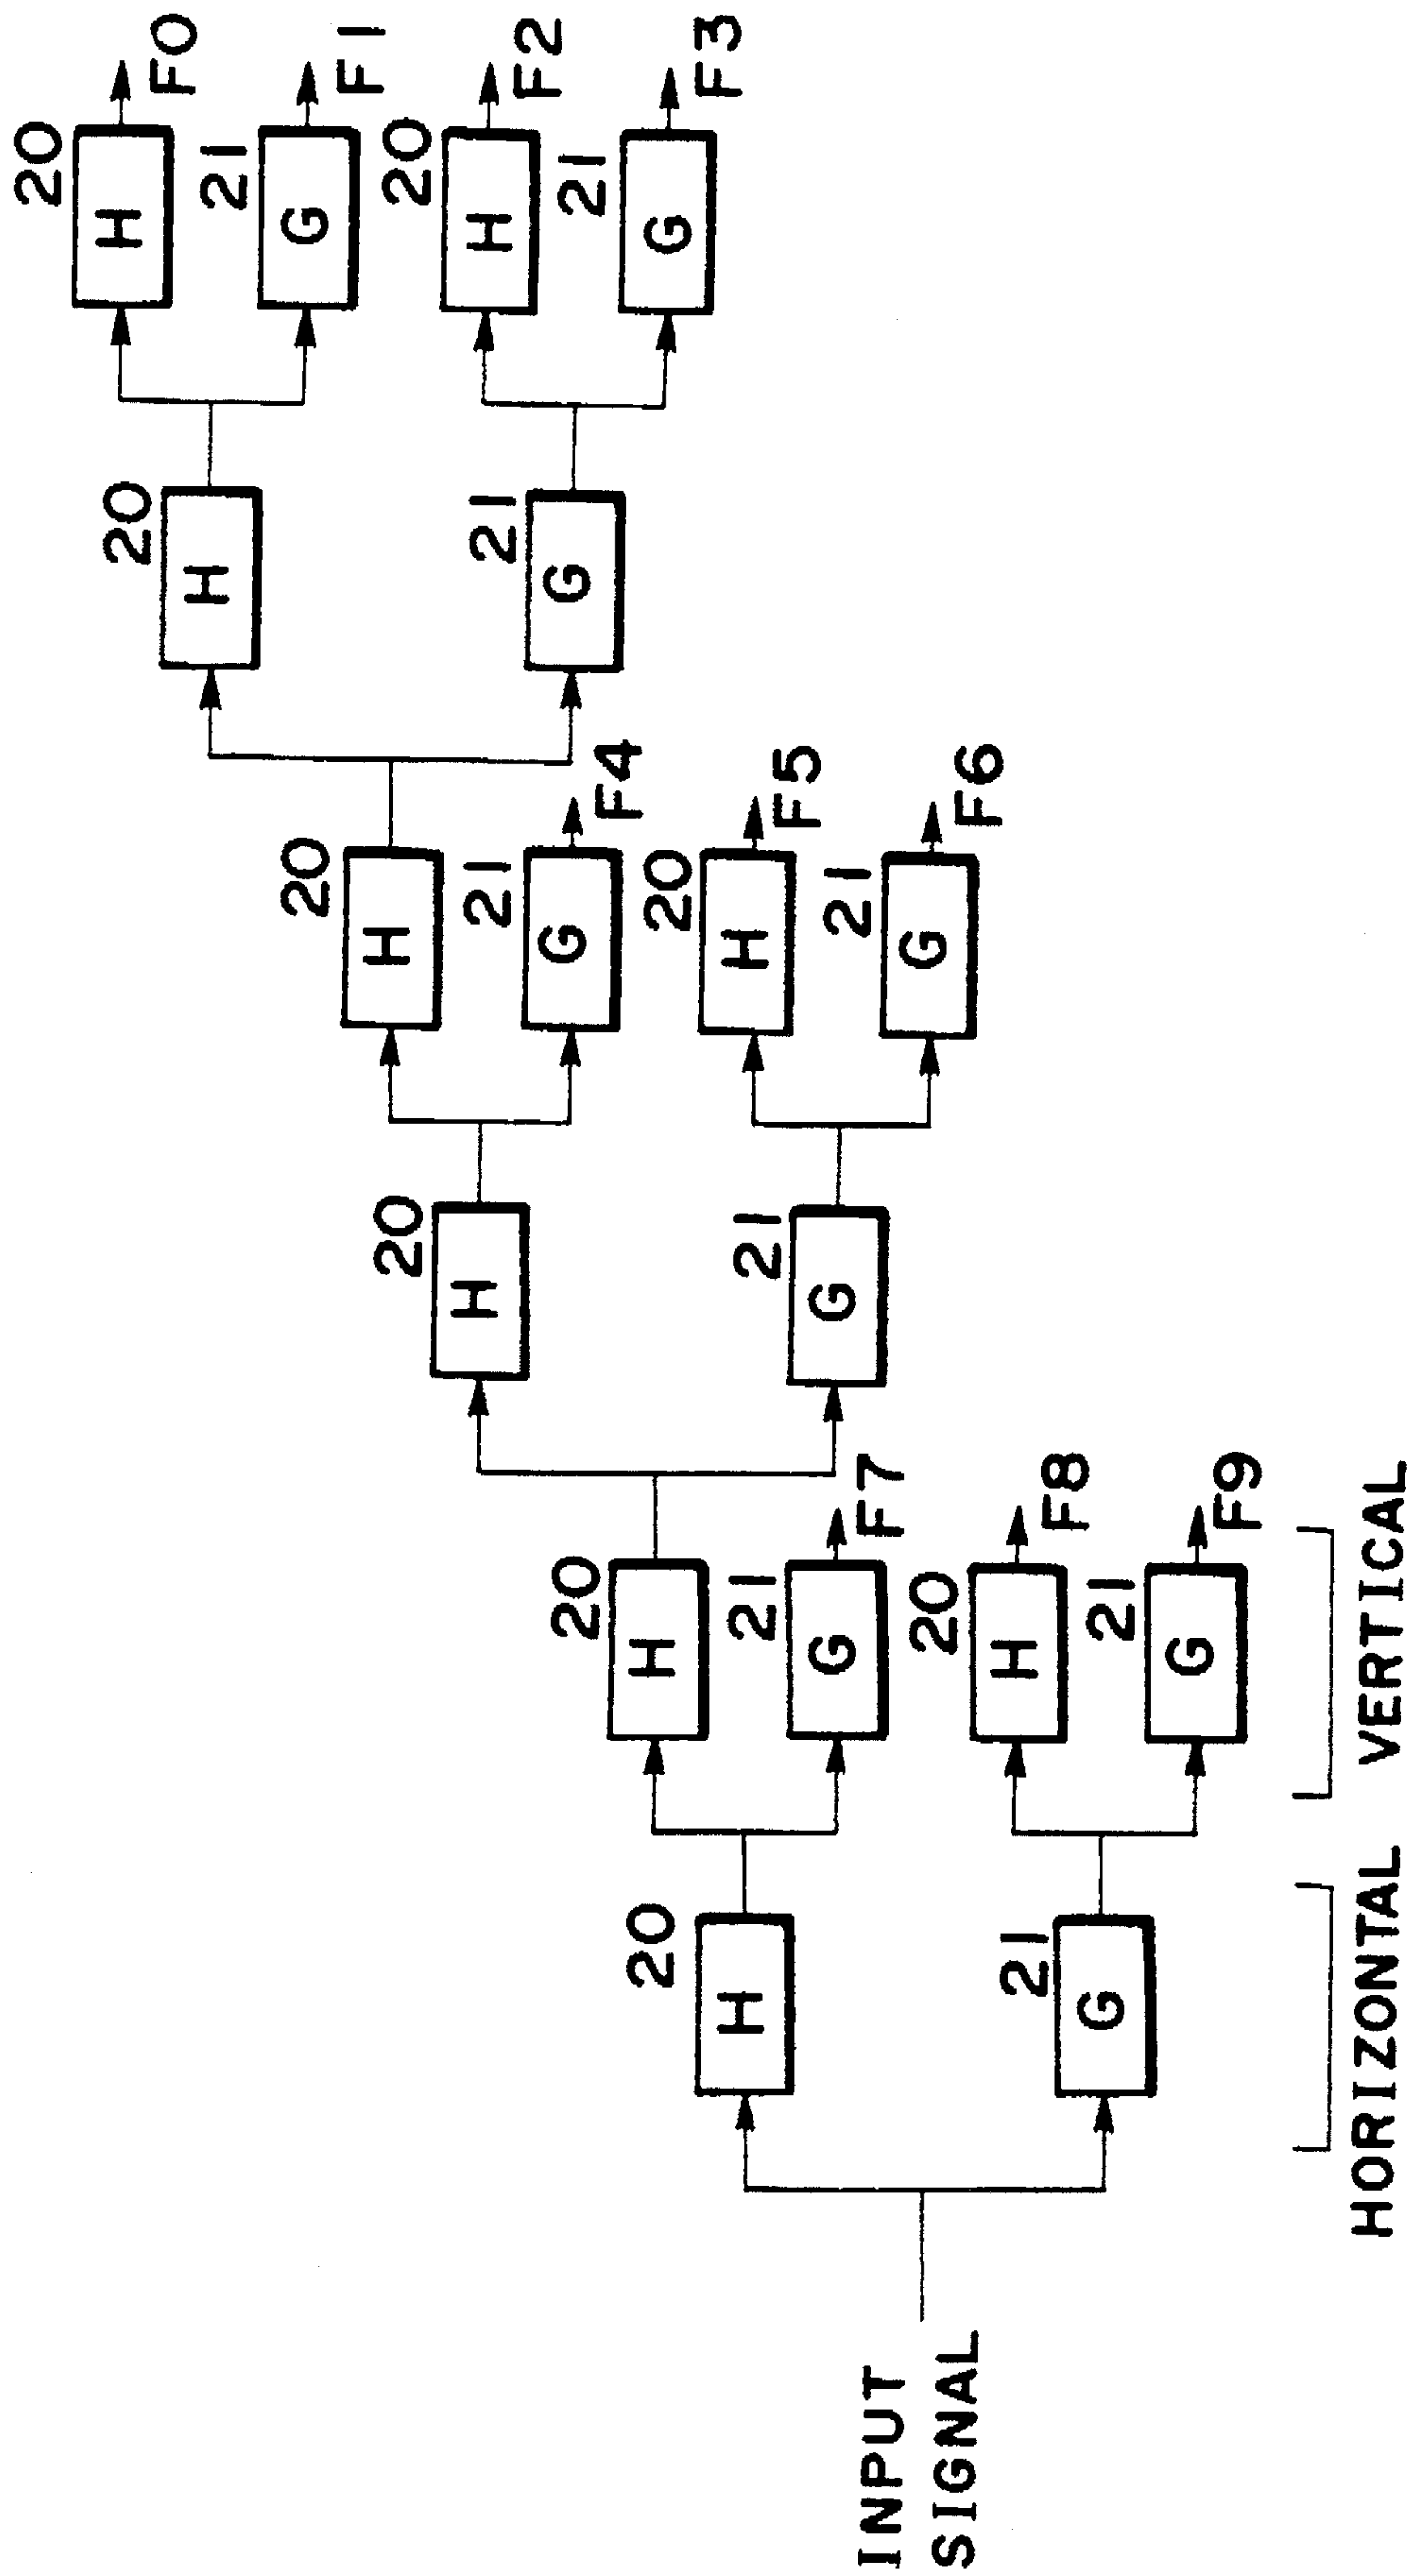 20
H
F0
21
G
F1
20
H
20
H
F2
21
G
21
G
F3
20
H
20
H
21
G
F4
20
H
F5
21
G
21
G
F6
20
H
20
H
21
G
F7
20
H
F8
21
G
21
G
F9
INPUT
SIGNAL
HORIZONTAL VERTICAL